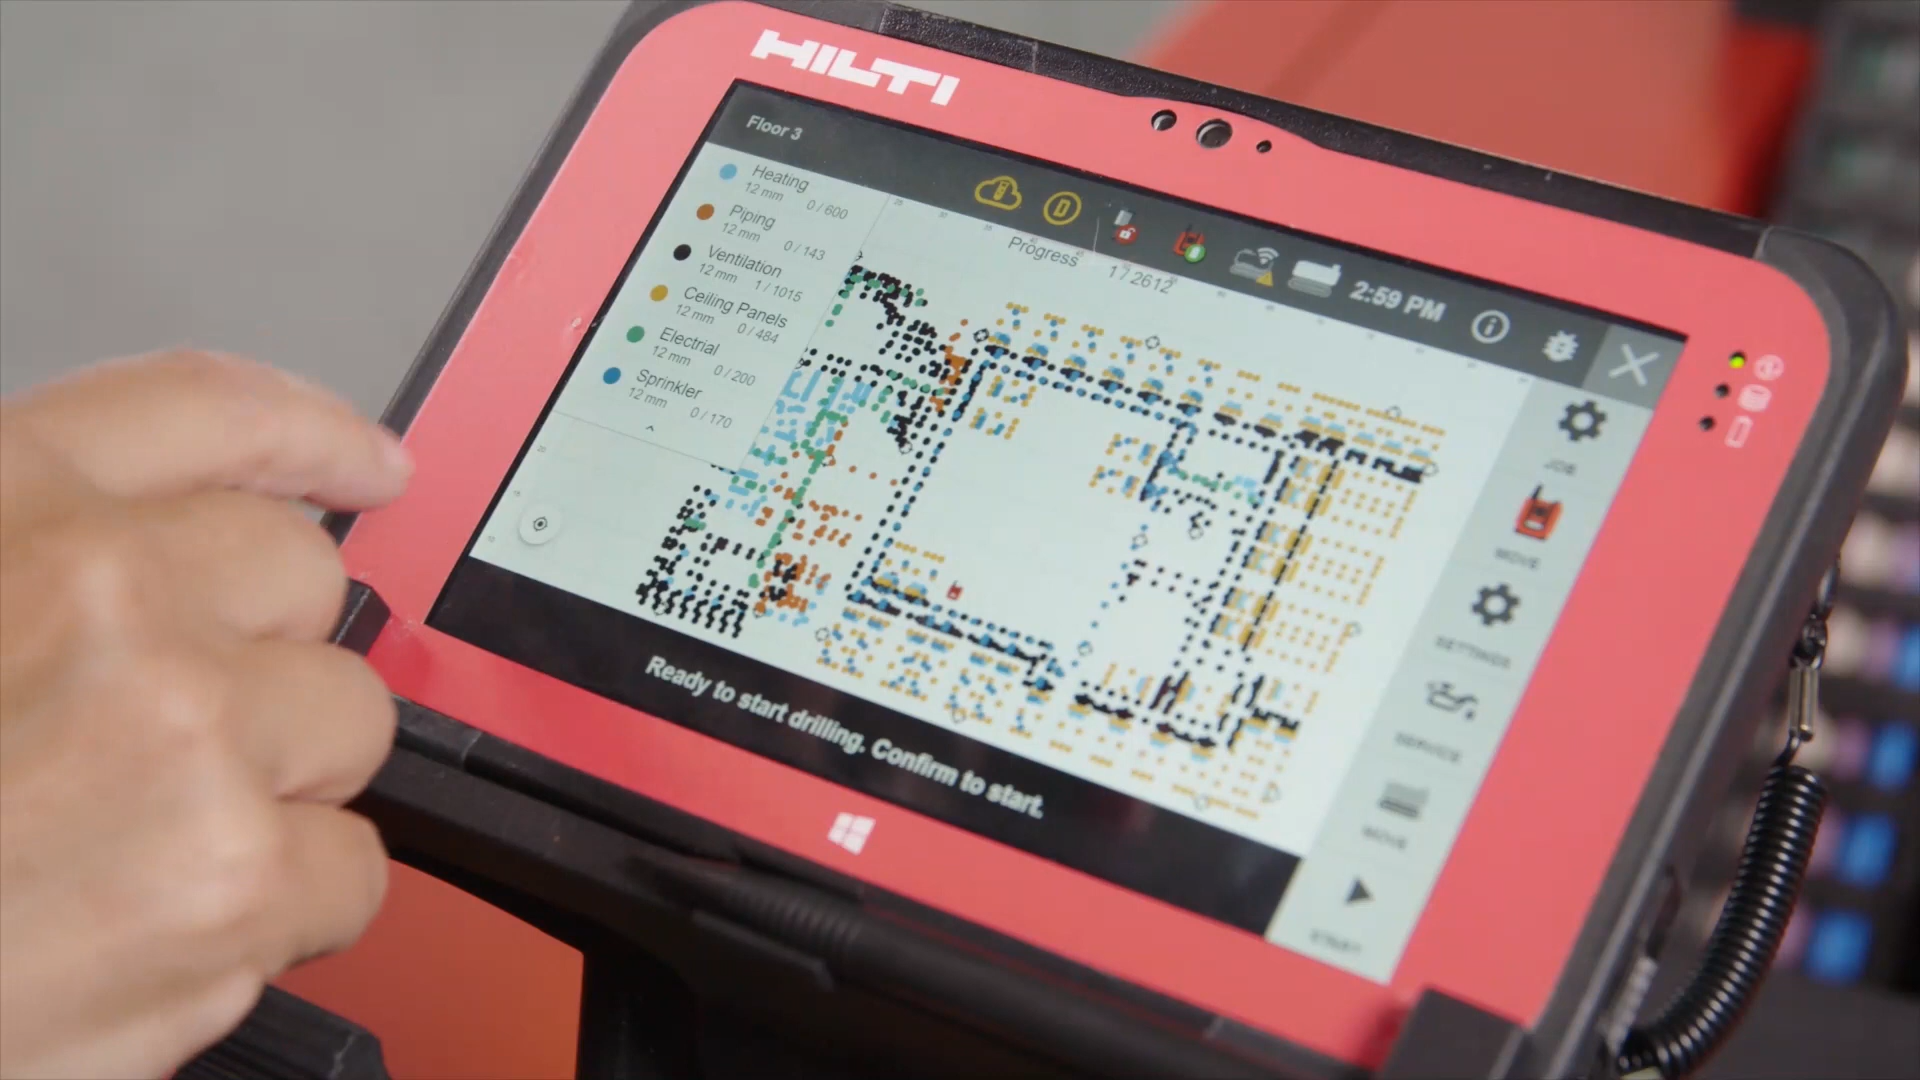 HILTI
Floor 3
2:59 PM
Progress 1 / 2612
Heating
12 mm 0 / 600
Piping
12 mm 0 / 143
Ventilation
12 mm 1 / 1015
Ceiling Panels
12 mm 0 / 484
Electrial
12 mm 0 / 200
Sprinkler
12 mm 0 / 170
JOB
MOVE
SETTINGS
SERVICE
MOVE
START
Ready to start drilling. Confirm to start.